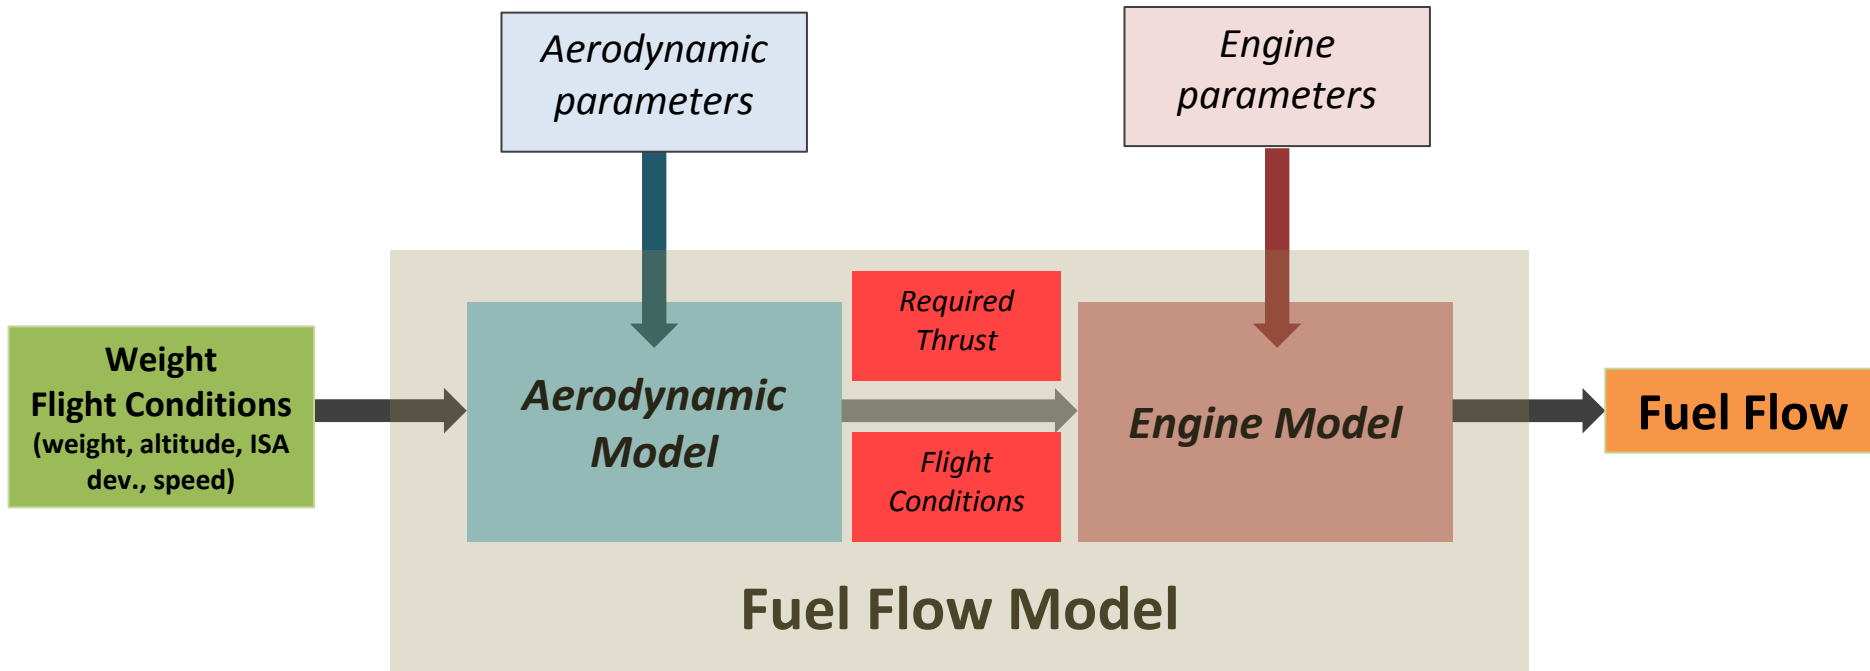 Aerodynamic
parameters
Engine
parameters
Weight
Flight Conditions
(weight, altitude, ISA
dev., speed)
Aerodynamic
Model
Required
Thrust
Flight
Conditions
Engine Model
Fuel Flow
Fuel Flow Model